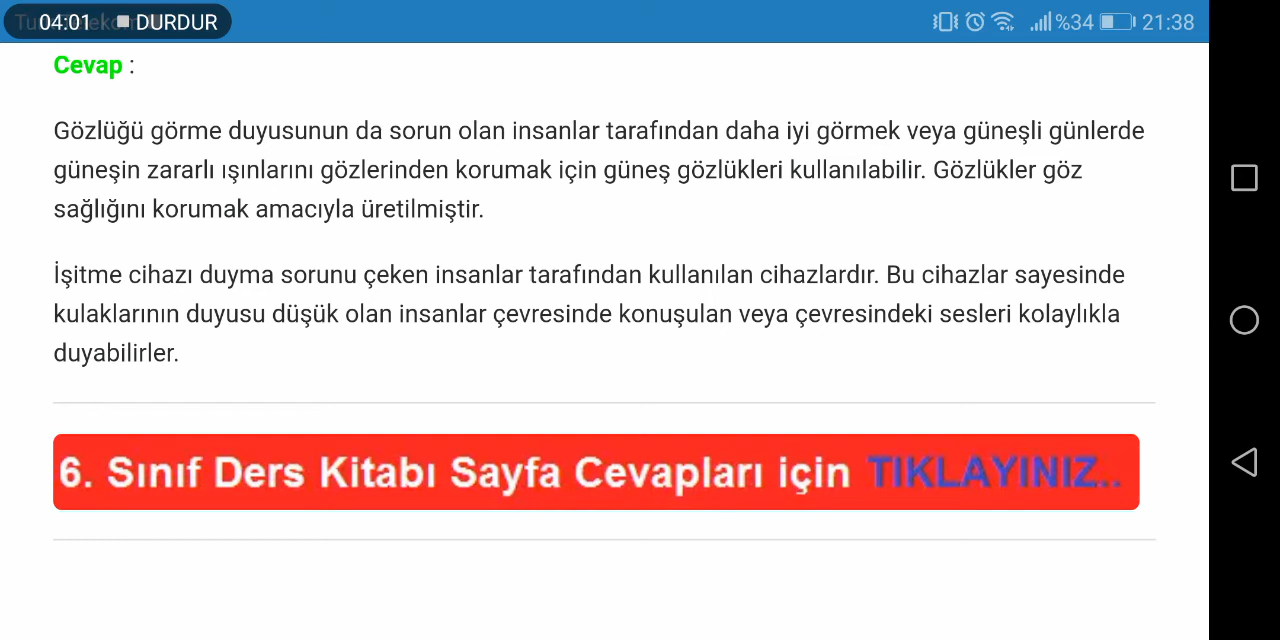 04:01 DURDUR %34 21:38
Cevap :
Gözlüğü görme duyusunun da sorun olan insanlar tarafından daha iyi görmek veya güneşli günlerde
güneşin zararlı ışınlarını gözlerinden korumak için güneş gözlükleri kullanılabilir. Gözlükler göz
sağlığını korumak amacıyla üretilmiştir.
İşitme cihazı duyma sorunu çeken insanlar tarafından kullanılan cihazlardır. Bu cihazlar sayesinde
kulaklarının duyusu düşük olan insanlar çevresinde konuşulan veya çevresindeki sesleri kolaylıkla
duyabilirler.
6. Sınıf Ders Kitabı Sayfa Cevapları için TIKLAYINIZ..